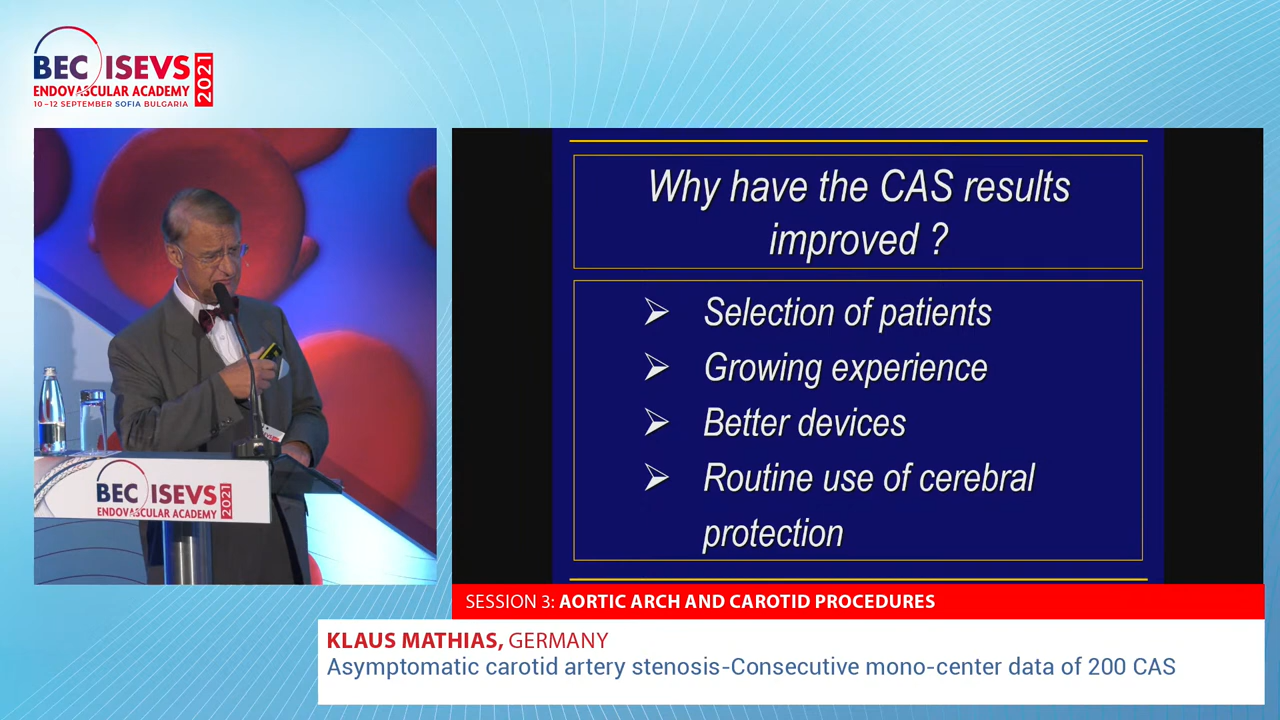 BEC ISEVS 2021
ENDOVASCULAR ACADEMY
10–12 SEPTEMBER SOFIA BULGARIA
BEC ISEVS 2021
ENDOVASCULAR ACADEMY
Why have the CAS results
improved ?
➢ Selection of patients
➢ Growing experience
➢ Better devices
➢ Routine use of cerebral
protection
SESSION 3: AORTIC ARCH AND CAROTID PROCEDURES
KLAUS MATHIAS, GERMANY
Asymptomatic carotid artery stenosis-Consecutive mono-center data of 200 CAS